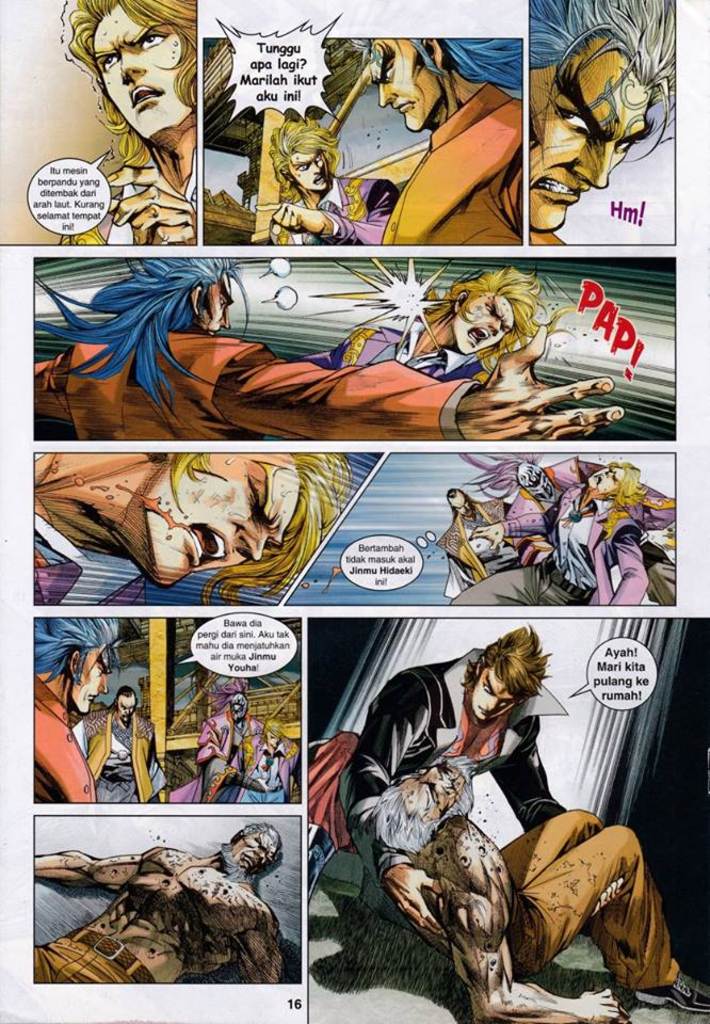 Itu mesin
berpandu yang
ditembak dari
arah laut. Kurang
selamat tempat
ini!
Tunggu
apa lagi?
Marilah ikut
aku ini!
Hm!
PAP!
Bertambah
tidak masuk akal
Jinmu Hidaeki
ini!
Bawa dia
pergi dari sini. Aku tak
mahu dia menjatuhkan
air muka Jinmu
Youha!
Ayah!
Mari kita
pulang ke
rumah!
16